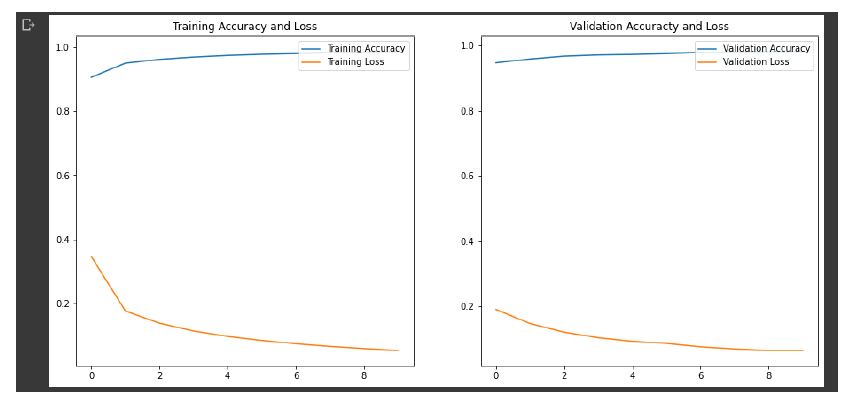 Training Accuracy and Loss
Training Accuracy
Training Loss
1.0
0.8
0.6
0.4
0.2
0 2 4 6 8
Validation Accuracty and Loss
Validation Accuracy
Validation Loss
1.0
0.8
0.6
0.4
0.2
0 2 4 6 8